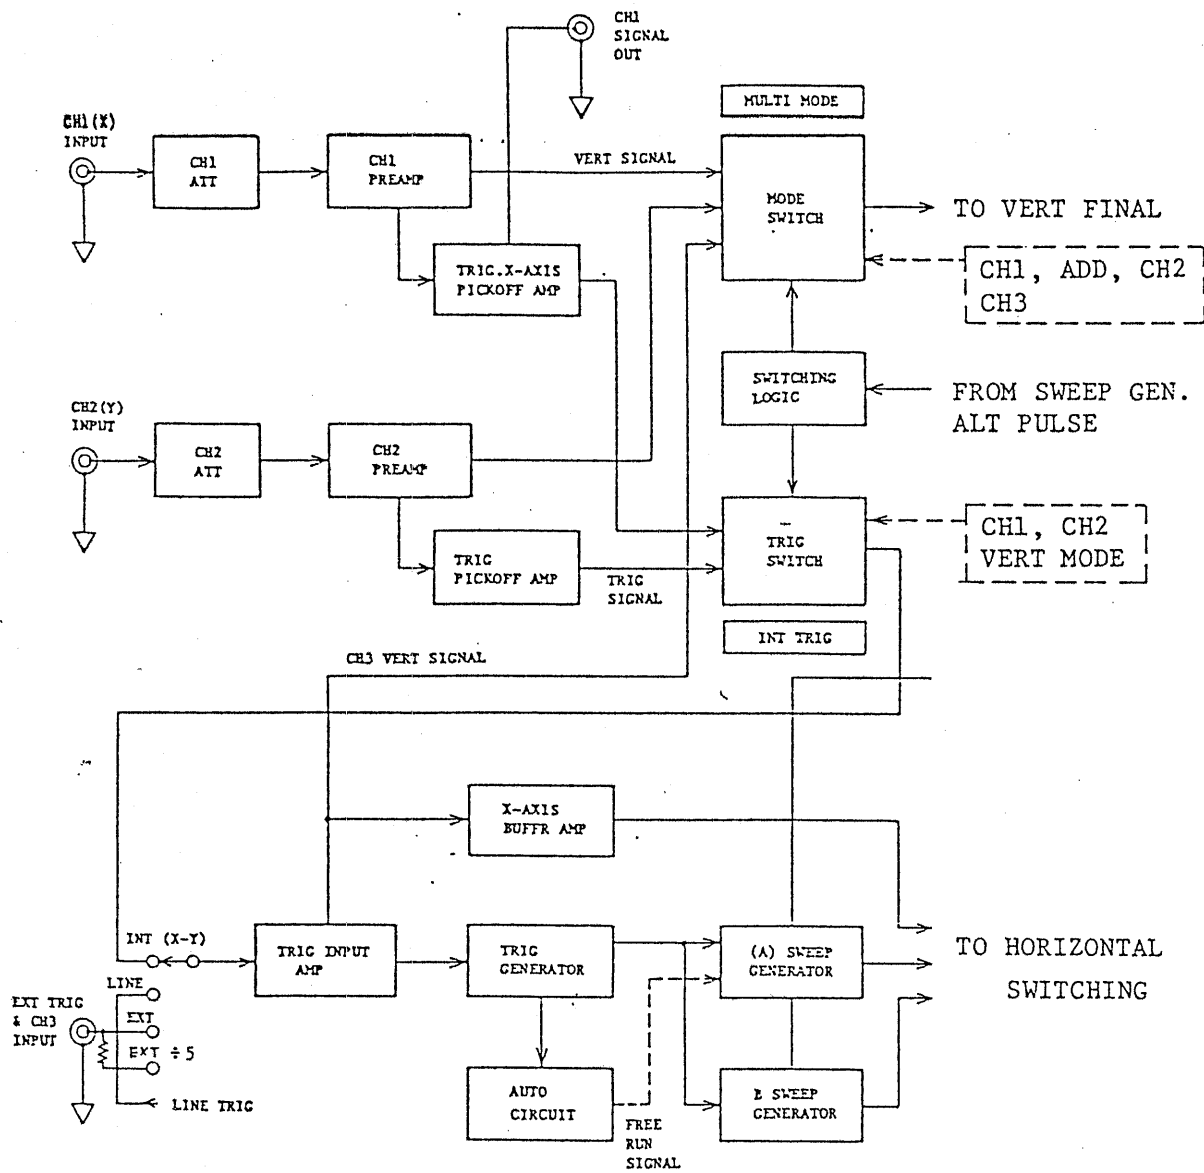 CH1
SIGNAL
OUT
MULTI MODE
CH1(X)
INPUT
CH1
ATT
CH1
PREAMP
VERT SIGNAL
MODE
SWITCH
TO VERT FINAL
TRIG.X-AXIS
PICKOFF AMP
CH1, ADD, CH2
CH3
SWITCHING
LOGIC
FROM SWEEP GEN.
ALT PULSE
CH2(Y)
INPUT
CH2
ATT
CH2
PREAMP
TRIG
SWITCH
CH1, CH2
VERT MODE
TRIG
PICKOFF AMP
TRIG
SIGNAL
INT TRIG
CH3 VERT SIGNAL
X-AXIS
BUFFR AMP
INT (X-Y)
TRIG INPUT
AMP
TRIG
GENERATOR
(A) SWEEP
GENERATOR
TO HORIZONTAL
SWITCHING
LINE
EXT TRIG
& CH3
INPUT
EXT
EXT ÷5
LINE TRIG
AUTO
CIRCUIT
FREE
RUN
SIGNAL
B SWEEP
GENERATOR